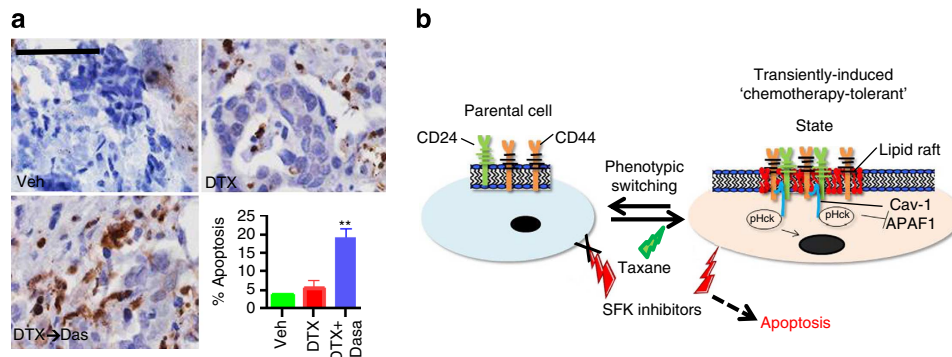 a
Veh
DTX
DTX→Das
% Apoptosis
25
20
15
10
5
0
**
Veh
DTX
DTX+
Dasa
b
Parental cell
CD24
CD44
Phenotypic
switching
Taxane
SFK inhibitors
Transiently-induced
'chemotherapy-tolerant'
State
Lipid raft
Cav-1
APAF1
pHck
pHck
Apoptosis